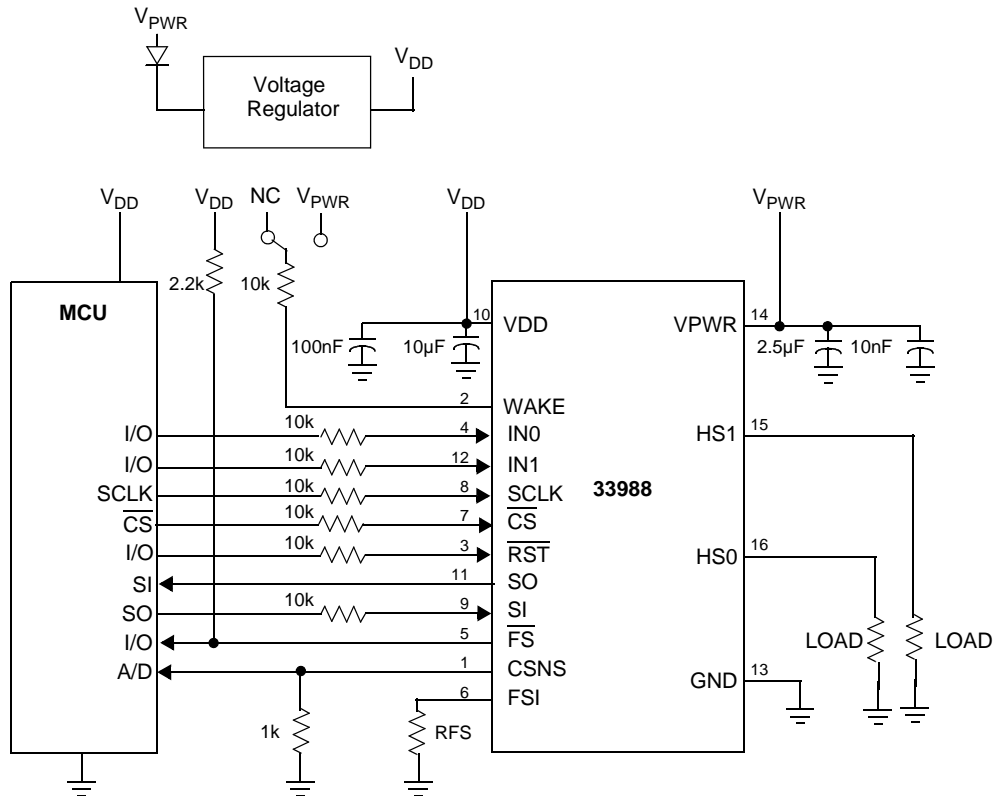 VPWR
Voltage
Regulator
VDD
VDD
VDD
NC
VPWR
VDD
VPWR
2.2k
10k
MCU
10
VDD
VPWR
14
100nF
10µF
2.5µF
10nF
2
WAKE
I/O
10k
4
IN0
HS1
15
I/O
10k
12
IN1
SCLK
10k
8
SCLK
33988
CS
10k
7
CS
I/O
10k
3
RST
HS0
16
SI
11
SO
SO
10k
9
SI
I/O
5
FS
LOAD
LOAD
A/D
1
CSNS
GND
13
6
FSI
1k
RFS